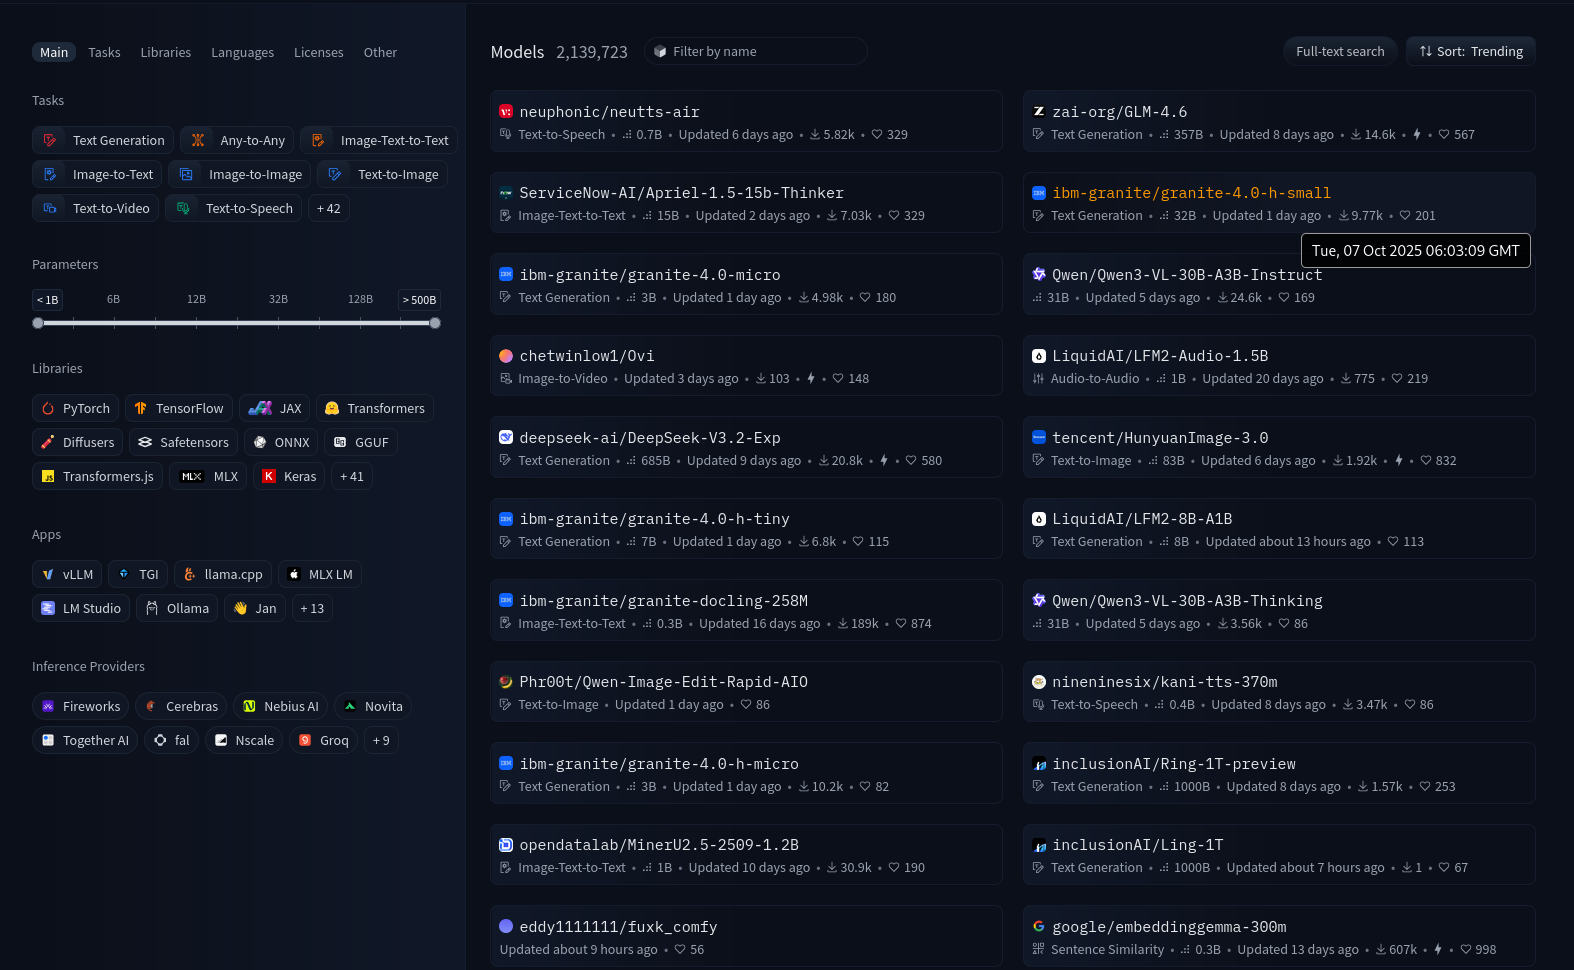 Main Tasks Libraries Languages Licenses Other
Tasks
Text Generation Any-to-Any Image-Text-to-Text
Image-to-Text Image-to-Image Text-to-Image
Text-to-Video Text-to-Speech + 42
Parameters
< 1B 6B 12B 32B 128B > 500B
Libraries
PyTorch TensorFlow JAX Transformers
Diffusers Safetensors ONNX GGUF
Transformers.js MLX MLX Keras + 41
Apps
vLLM TGI llama.cpp MLX LM
LM Studio Ollama Jan + 13
Inference Providers
Fireworks Cerebras Nebius AI Novita
Together AI fal Nscale Groq + 9
Models 2,139,723 Filter by name Full-text search Sort: Trending
neuphonic/neutts-air
Text-to-Speech • 0.7B • Updated 6 days ago • 5.82k • 329
zai-org/GLM-4.6
Text Generation • 357B • Updated 8 days ago • 14.6k • • 567
ServiceNow-AI/Apriel-1.5-15b-Thinker
Image-Text-to-Text • 15B • Updated 2 days ago • 7.03k • 329
ibm-granite/granite-4.0-h-small
Text Generation • 32B • Updated 1 day ago • 9.77k • 201
Tue, 07 Oct 2025 06:03:09 GMT
ibm-granite/granite-4.0-micro
Text Generation • 3B • Updated 1 day ago • 4.98k • 180
Qwen/Qwen3-VL-30B-A3B-Instruct
31B • Updated 5 days ago • 24.6k • 169
chetwinlow1/Ovi
Image-to-Video • Updated 3 days ago • 103 • • 148
LiquidAI/LFM2-Audio-1.5B
Audio-to-Audio • 1B • Updated 20 days ago • 775 • 219
deepseek-ai/DeepSeek-V3.2-Exp
Text Generation • 685B • Updated 9 days ago • 20.8k • • 580
tencent/HunyuanImage-3.0
Text-to-Image • 83B • Updated 6 days ago • 1.92k • • 832
ibm-granite/granite-4.0-h-tiny
Text Generation • 7B • Updated 1 day ago • 6.8k • 115
LiquidAI/LFM2-8B-A1B
Text Generation • 8B • Updated about 13 hours ago • 113
ibm-granite/granite-docling-258M
Image-Text-to-Text • 0.3B • Updated 16 days ago • 189k • 874
Qwen/Qwen3-VL-30B-A3B-Thinking
31B • Updated 5 days ago • 3.56k • 86
Phr00t/Qwen-Image-Edit-Rapid-AIO
Text-to-Image • Updated 1 day ago • 86
nineninesix/kani-tts-370m
Text-to-Speech • 0.4B • Updated 8 days ago • 3.47k • 86
ibm-granite/granite-4.0-h-micro
Text Generation • 3B • Updated 1 day ago • 10.2k • 82
inclusionAI/Ring-1T-preview
Text Generation • 1000B • Updated 8 days ago • 1.57k • 253
opendatalab/MinerU2.5-2509-1.2B
Image-Text-to-Text • 1B • Updated 10 days ago • 30.9k • 190
inclusionAI/Ling-1T
Text Generation • 1000B • Updated about 7 hours ago • 1 • 67
eddy1111111/fuxk_comfy
Updated about 9 hours ago • 56
google/embeddinggemma-300m
Sentence Similarity • 0.3B • Updated 13 days ago • 607k • • 998